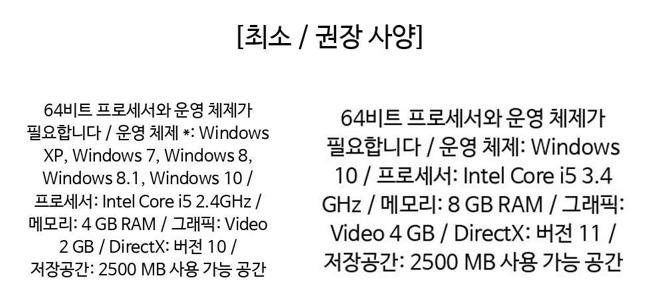 [최소 / 권장 사양]
64비트 프로세서와 운영 체제가
필요합니다 / 운영 체제 *: Windows
XP, Windows 7, Windows 8,
Windows 8.1, Windows 10 /
프로세서: Intel Core i5 2.4GHz /
메모리: 4 GB RAM / 그래픽: Video
2 GB / DirectX: 버전 10 /
저장공간: 2500 MB 사용 가능 공간
64비트 프로세서와 운영 체제가
필요합니다 / 운영 체제: Windows
10 / 프로세서: Intel Core i5 3.4
GHz / 메모리: 8 GB RAM / 그래픽:
Video 4 GB / DirectX: 버전 11 /
저장공간: 2500 MB 사용 가능 공간